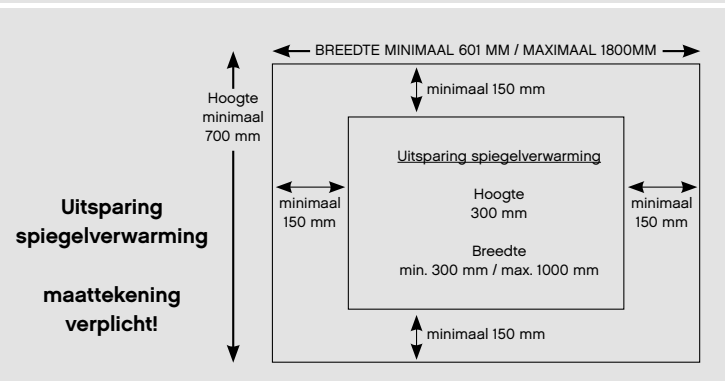 BREEDTE MINIMAAL 601 MM / MAXIMAAL 1800MM
Hoogte
minimaal
700 mm
minimaal 150 mm
Uitsparing spiegelverwarming
Hoogte
300 mm
Breedte
min. 300 mm / max. 1000 mm
minimaal
150 mm
minimaal
150 mm
minimaal 150 mm
Uitsparing
spiegelverwarming
maattekening
verplicht!